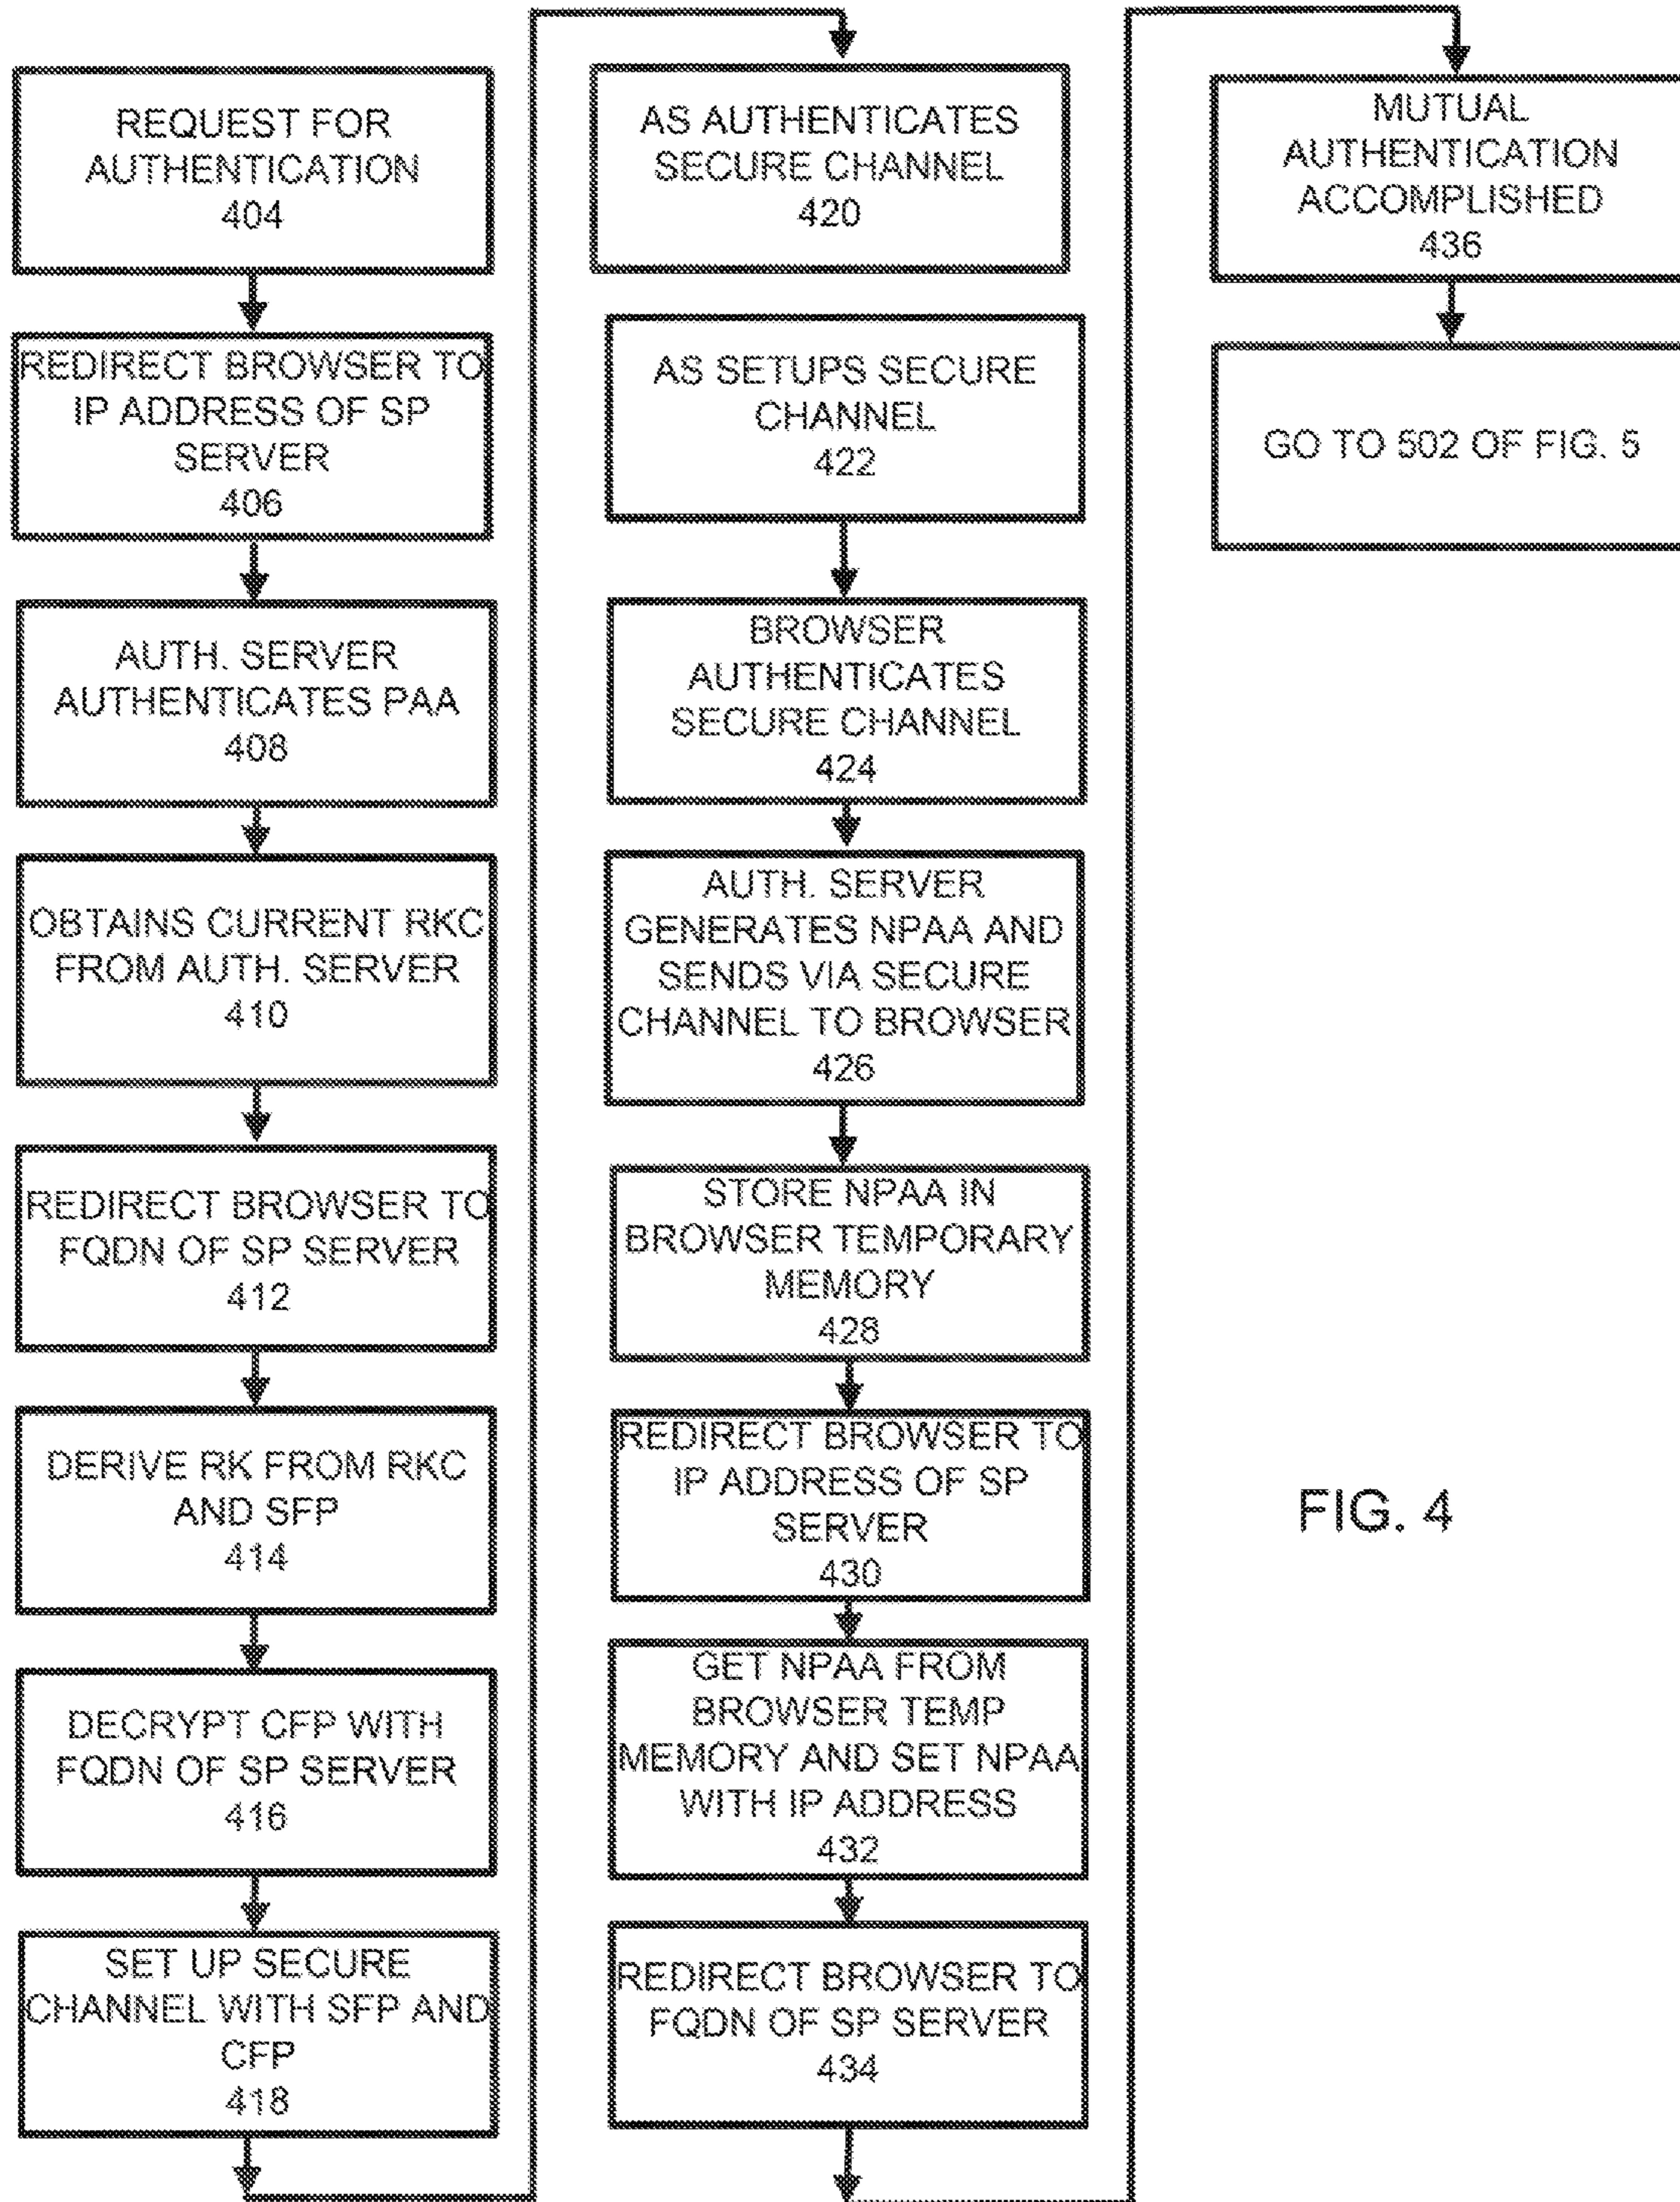 REQUEST FOR
AUTHENTICATION
404
REDIRECT BROWSER TO
IP ADDRESS OF SP
SERVER
406
AUTH. SERVER
AUTHENTICATES PAA
408
OBTAINS CURRENT RKC
FROM AUTH. SERVER
410
REDIRECT BROWSER TO
FQDN OF SP SERVER
412
DERIVE RK FROM RKC
AND SFP
414
DECRYPT CFP WITH
FQDN OF SP SERVER
416
SET UP SECURE
CHANNEL WITH SFP AND
CFP
418
AS AUTHENTICATES
SECURE CHANNEL
420
AS SETUPS SECURE
CHANNEL
422
BROWSER
AUTHENTICATES
SECURE CHANNEL
424
AUTH. SERVER
GENERATES NPAA AND
SENDS VIA SECURE
CHANNEL TO BROWSER
426
STORE NPAA IN
BROWSER TEMPORARY
MEMORY
428
REDIRECT BROWSER TO
IP ADDRESS OF SP
SERVER
430
GET NPAA FROM
BROWSER TEMP
MEMORY AND SET NPAA
WITH IP ADDRESS
432
REDIRECT BROWSER TO
FQDN OF SP SERVER
434
MUTUAL
AUTHENTICATION
ACCOMPLISHED
436
GO TO 502 OF FIG. 5
FIG. 4